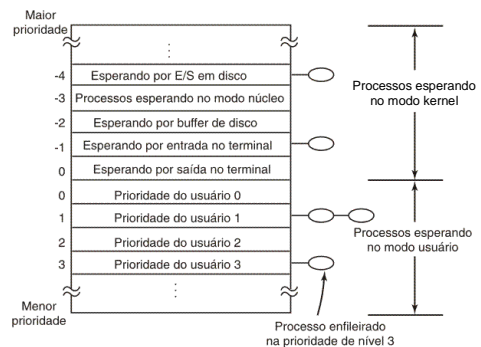 Maior
prioridade
-4 Esperando por E/S em disco
-3 Processos esperando no modo núcleo
-2 Esperando por buffer de disco
-1 Esperando por entrada no terminal
0 Esperando por saída no terminal
0 Prioridade do usuário 0
1 Prioridade do usuário 1
2 Prioridade do usuário 2
3 Prioridade do usuário 3
Menor
prioridade
Processos esperando
no modo kernel
Processos esperando
no modo usuário
Processo enfileirado
na prioridade de nível 3